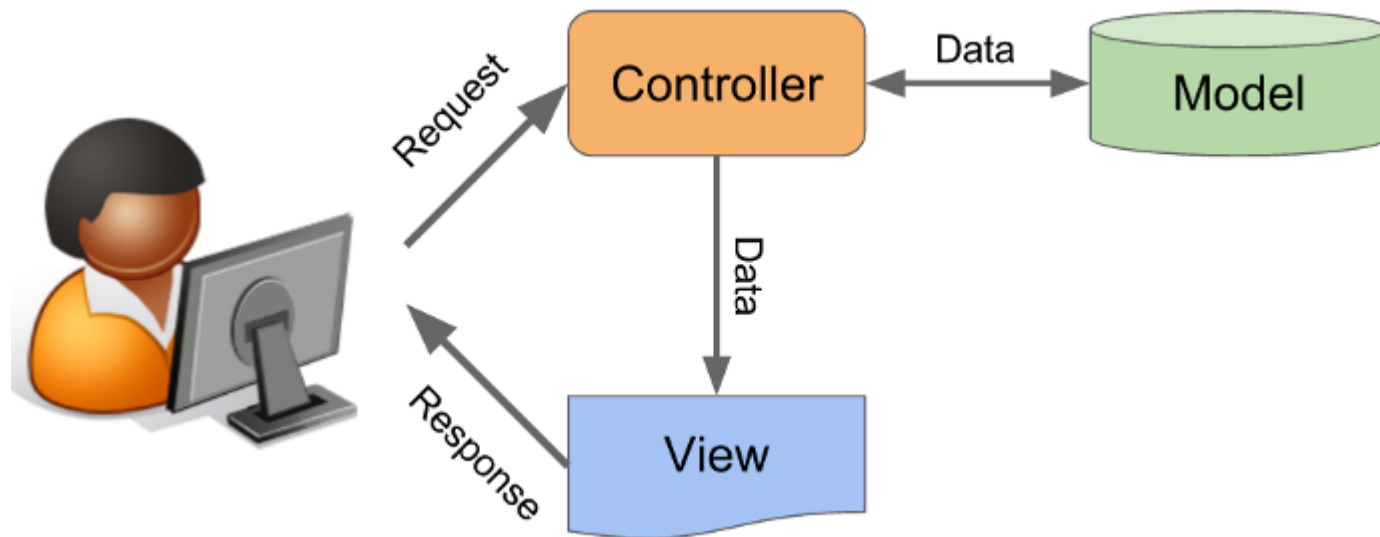 Request
Controller
Data
Model
Data
View
Response